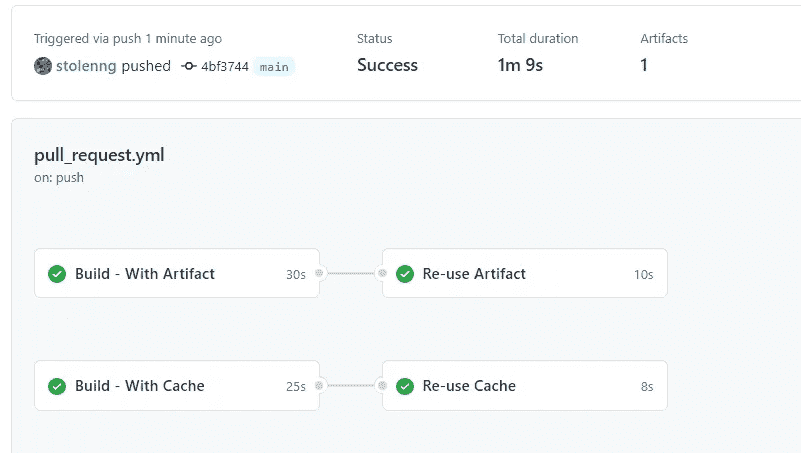 Triggered via push 1 minute ago
Status
Total duration
Artifacts
stolenng pushed 4bf3744 main
Success
1m 9s
1
pull_request.yml
on: push
Build - With Artifact 30s
Re-use Artifact 10s
Build - With Cache 25s
Re-use Cache 8s